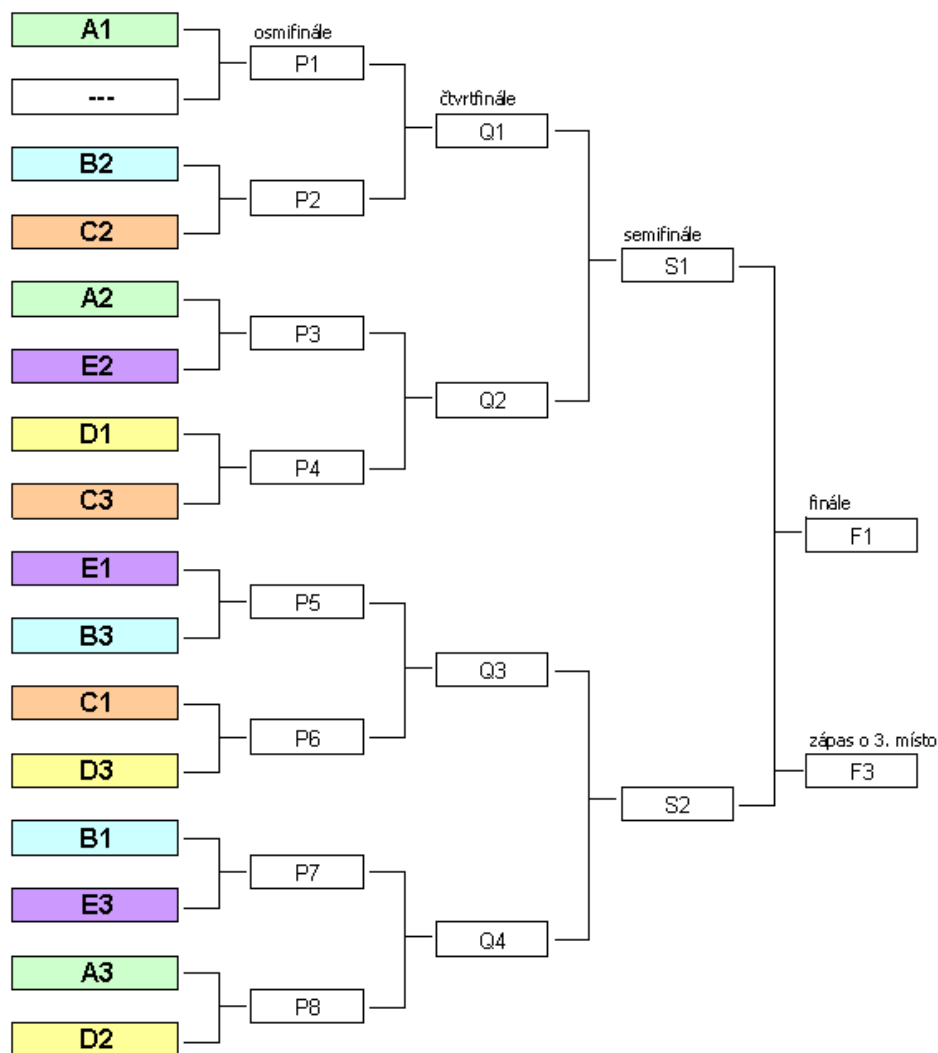 A1
---
B2
C2
A2
E2
D1
C3
E1
B3
C1
D3
B1
E3
A3
D2
osmifinále
P1
P2
P3
P4
P5
P6
P7
P8
čtvrtfinále
Q1
Q2
Q3
Q4
semifinále
S1
S2
finále
F1
zápas o 3. místo
F3